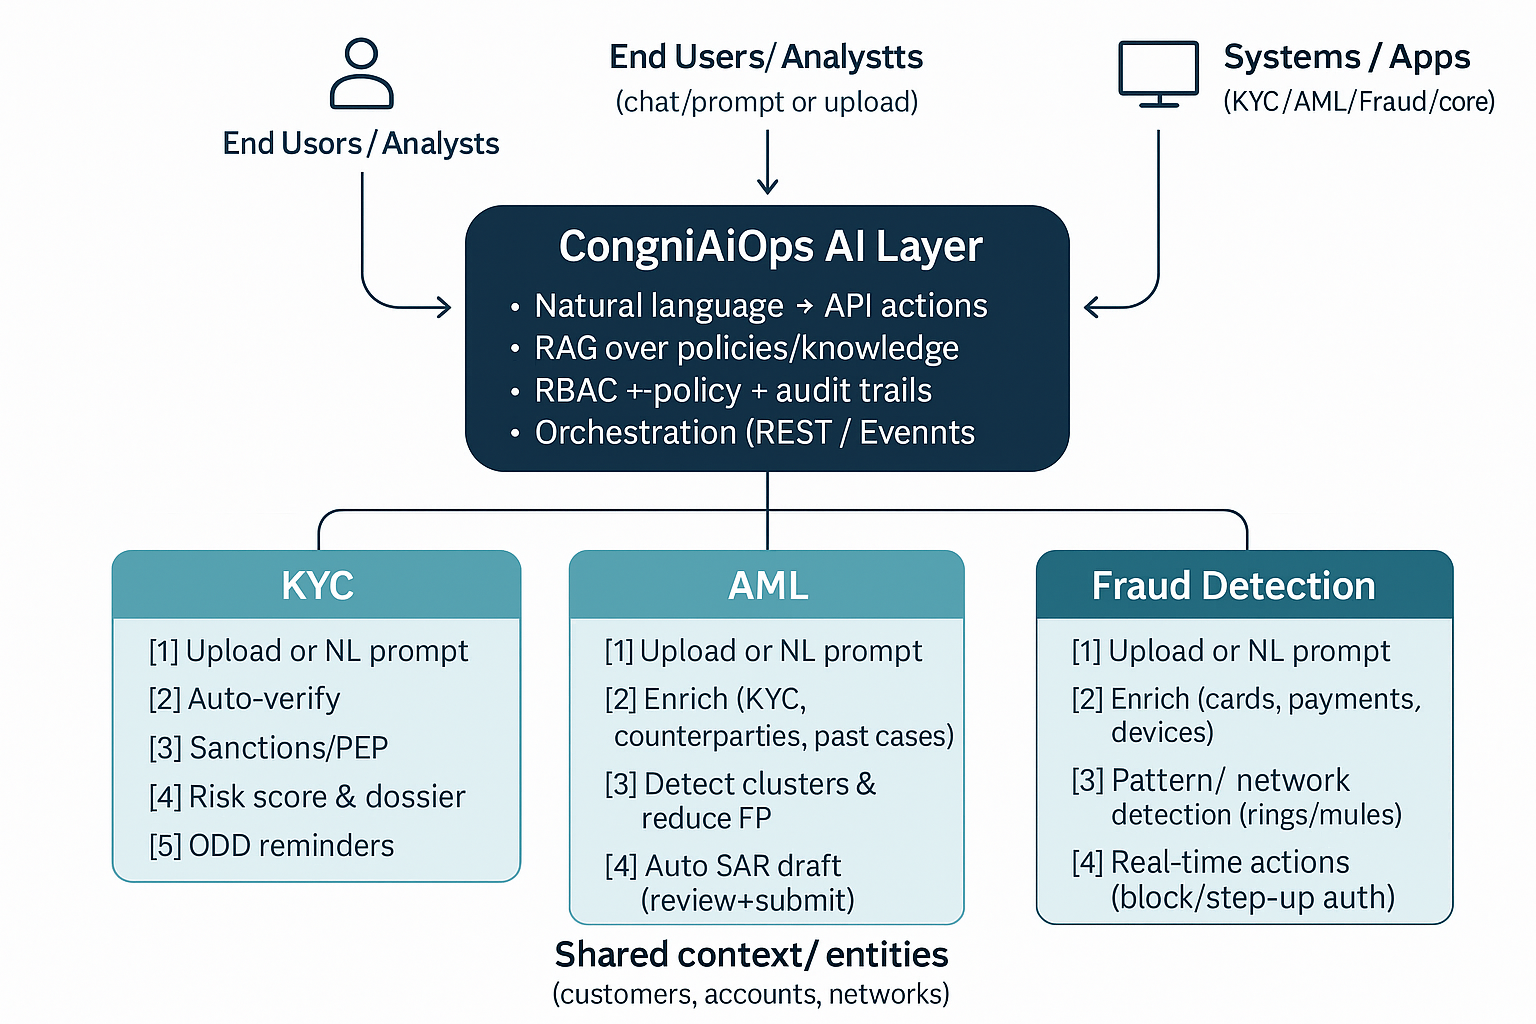 End Usors / Analysts
End Users/ Analystts
(chat/prompt or upload)
Systems / Apps
(KYC/AML/Fraud/core)
CongniAiOps AI Layer
• Natural language → API actions
• RAG over policies/knowledge
• RBAC +-policy + audit trails
• Orchestration (REST / Evennts
KYC
[1] Upload or NL prompt
[2] Auto-verify
[3] Sanctions/PEP
[4] Risk score & dossier
[5] ODD reminders
AML
[1] Upload or NL prompt
[2] Enrich (KYC,
counterparties, past cases)
[3] Detect clusters &
reduce FP
[4] Auto SAR draft
(review+submit)
Fraud Detection
[1] Upload or NL prompt
[2] Enrich (cards, payments,
devices)
[3] Pattern/ network
detection (rings/mules)
[4] Real-time actions
(block/step-up auth)
Shared context/ entities
(customers, accounts, networks)